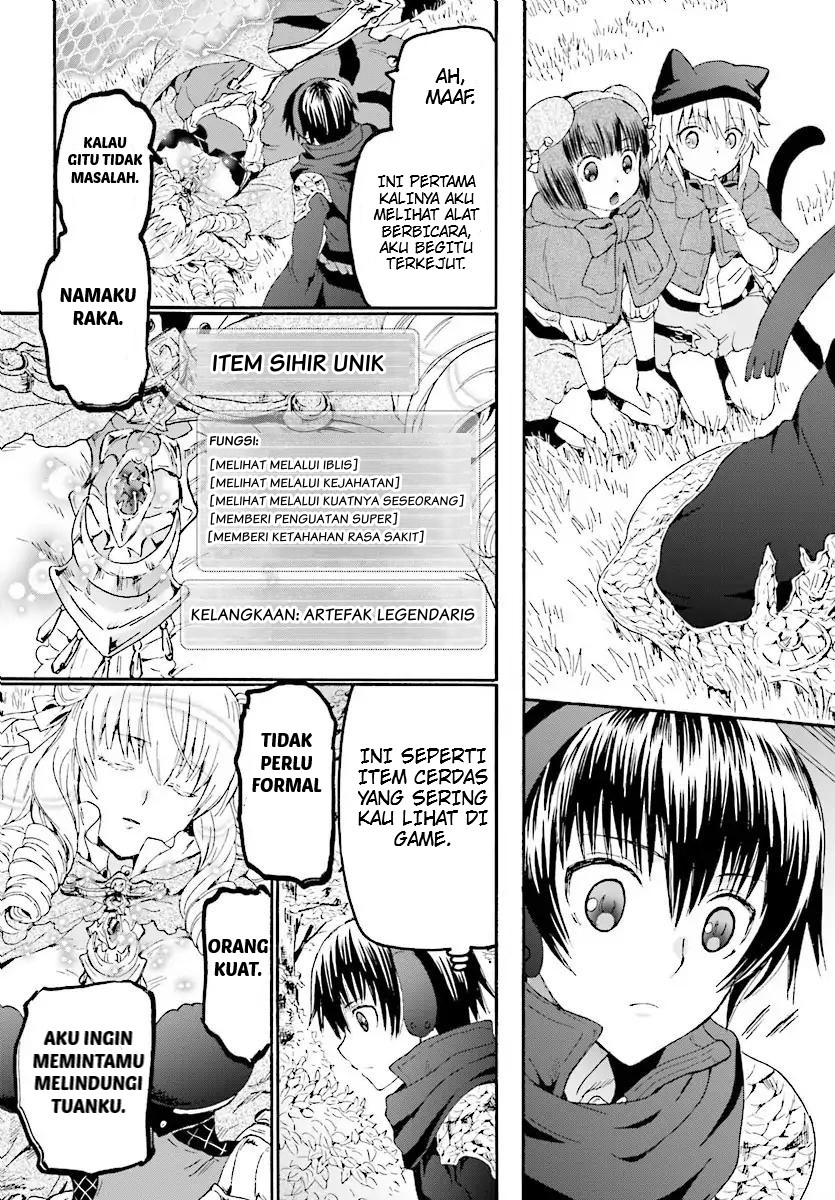 AH,
MAAF.
INI PERTAMA
KALINYA AKU
MELIHAT ALAT
BERBICARA,
AKU BEGITU
TERKEJUT.
KALAU
GITU TIDAK
MASALAH.
NAMAKU
RAKA.
ITEM SIHIR UNIK
FUNGSI:
[MELIHAT MELALUI IBLIS]
[MELIHAT MELALUI KEJAHATAN]
[MELIHAT MELALUI KUATNYA SESEORANG]
[MEMBERI PENGUATAN SUPER]
[MEMBERI KETAHAHAN RASA SAKIT]
KELANGKAAN: ARTEFAK LEGENDARIS
INI SEPERTI
ITEM CERDAS
YANG SERING
KAU LIHAT DI
GAME.
TIDAK
PERLU
FORMAL
ORANG
KUAT.
AKU INGIN
MEMINTAMU
MELINDUNGI
TUANKU.